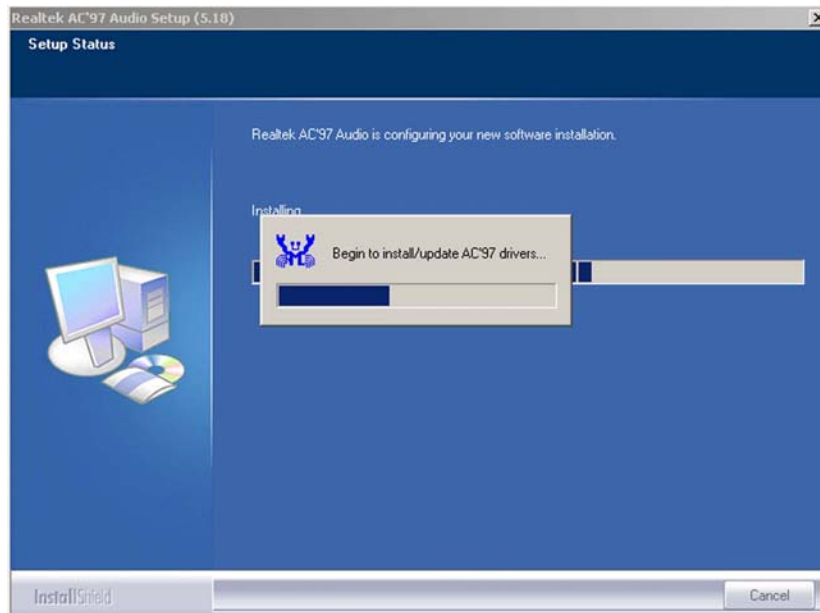 Realtek AC'97 Audio Setup (5.18)
Setup Status
Realtek AC'97 Audio is configuring your new software installation.
Installing
Begin to install/update AC'97 drivers...
InstallShield
Cancel